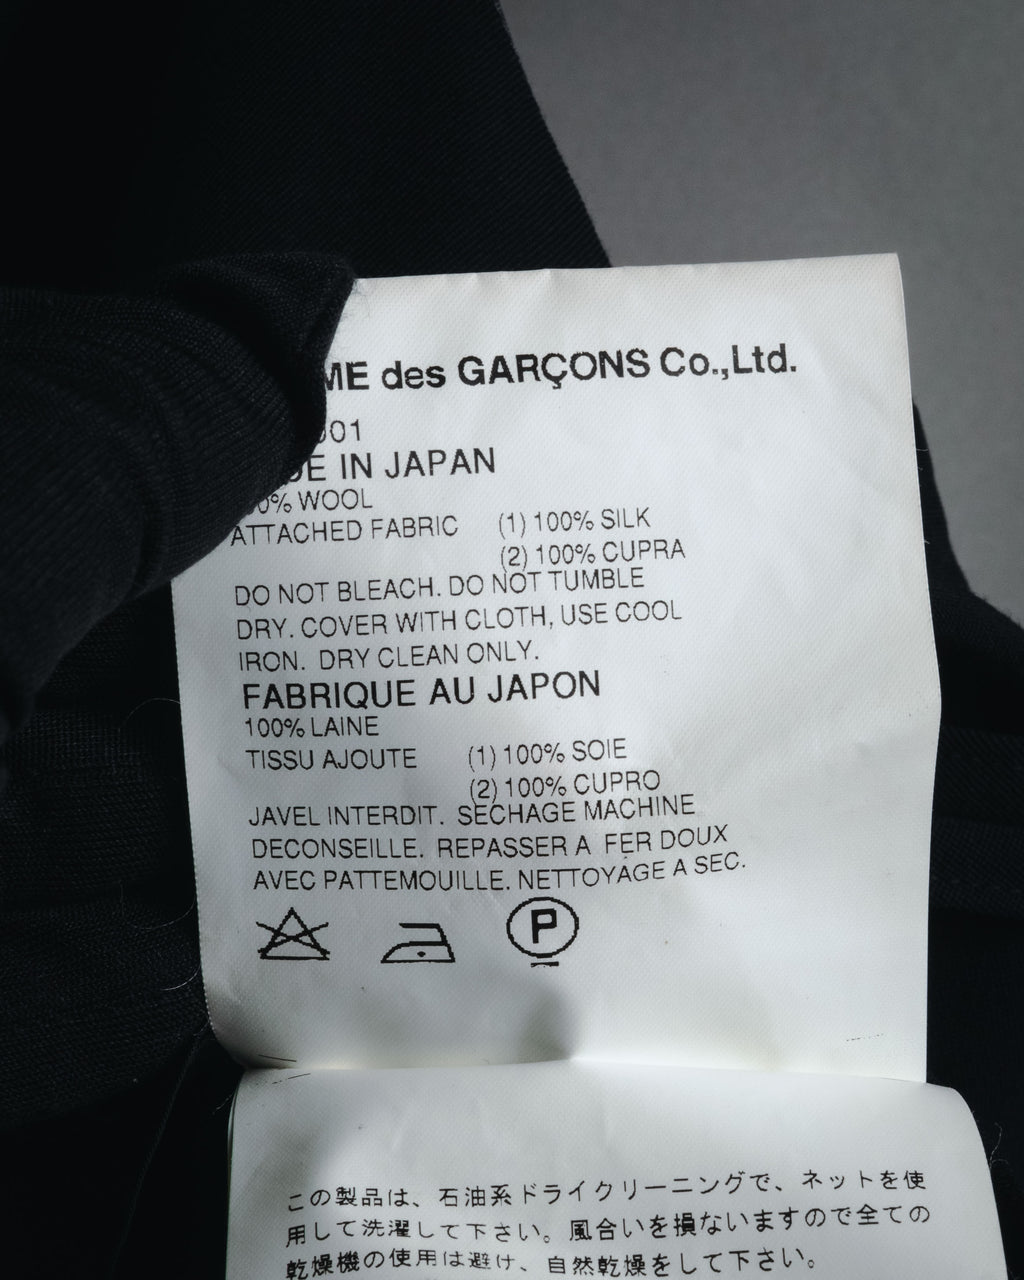 des GARÇONS Co.,Ltd.
IN JAPAN
WOOL
ATTACHED FABRIC (1) 100% SILK
(2) 100% CUPRA
DO NOT BLEACH. DO NOT TUMBLE
DRY. COVER WITH CLOTH, USE COOL
IRON. DRY CLEAN ONLY.
FABRIQUE AU JAPON
100% LAINE
TISSU AJOUTE (1) 100% SOIE
(2) 100% CUPRO
JAVEL INTERDIT. SECHAGE MACHINE
DECONSEILLE. REPASSER A FER DOUX
AVEC PATTEMOUILLE. NETTOYAGE A SEC.
P
この製品は、石油系ドライクリーニングで、ネットを使
用して洗濯して下さい。風合いを損ないますので全ての
乾燥機の使用は避け、自然乾燥をして下さい。